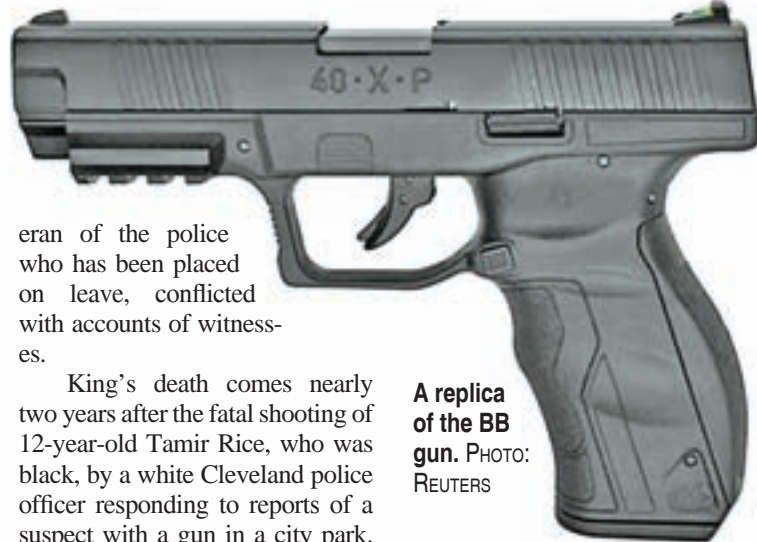 40·X·P
eran of the police
who has been placed
on leave, conflicted
with accounts of witness-
es.
King’s death comes nearly
two years after the fatal shooting of
12-year-old Tamir Rice, who was
black, by a white Cleveland police
officer responding to reports of a
suspect with a gun in a city park.
A replica
of the BB
gun. PHOTO:
REUTERS